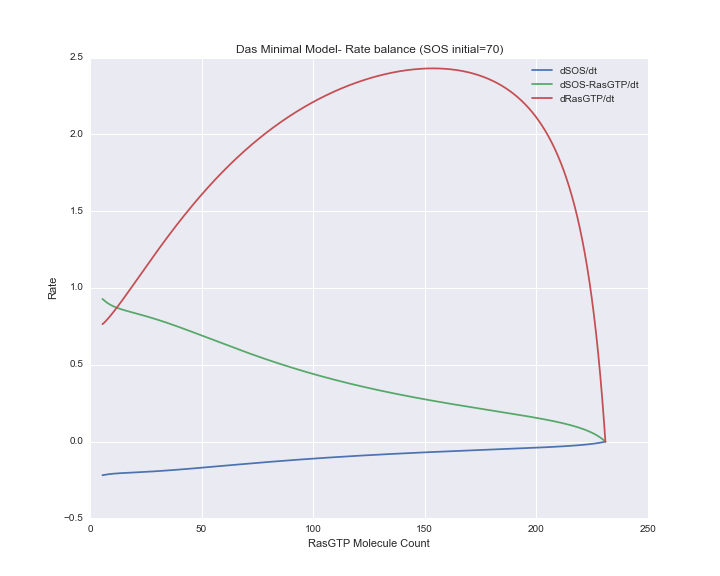 Das Minimal Model- Rate balance (SOS initial=70)
2.5
2.0
1.5
1.0
0.5
0.0
−0.5
Rate
dSOS/dt
dSOS-RasGTP/dt
dRasGTP/dt
0 50 100 150 200 250
RasGTP Molecule Count